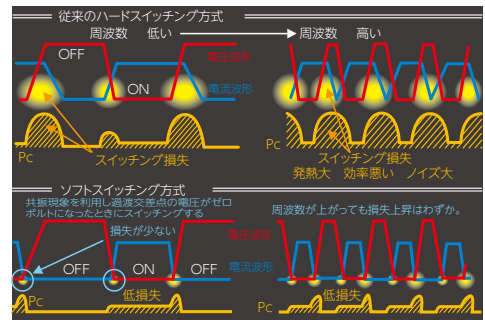 従来のハードスイッチング方式
周波数 低い
周波数 高い
OFF
電圧波形
ON
電流波形
Pc
スイッチング損失
Pc
スイッチング損失
発熱大 効率悪い ノイズ大
ソフトスイッチング方式
共振現象を利用し過渡交差点の電圧がゼロ
ボルトになったときにスイッチングする
損失が少ない
周波数が上がっても損失上昇はわずか。
電圧波形
OFF
ON
OFF
電流波形
Pc
低損失
Pc
低損失